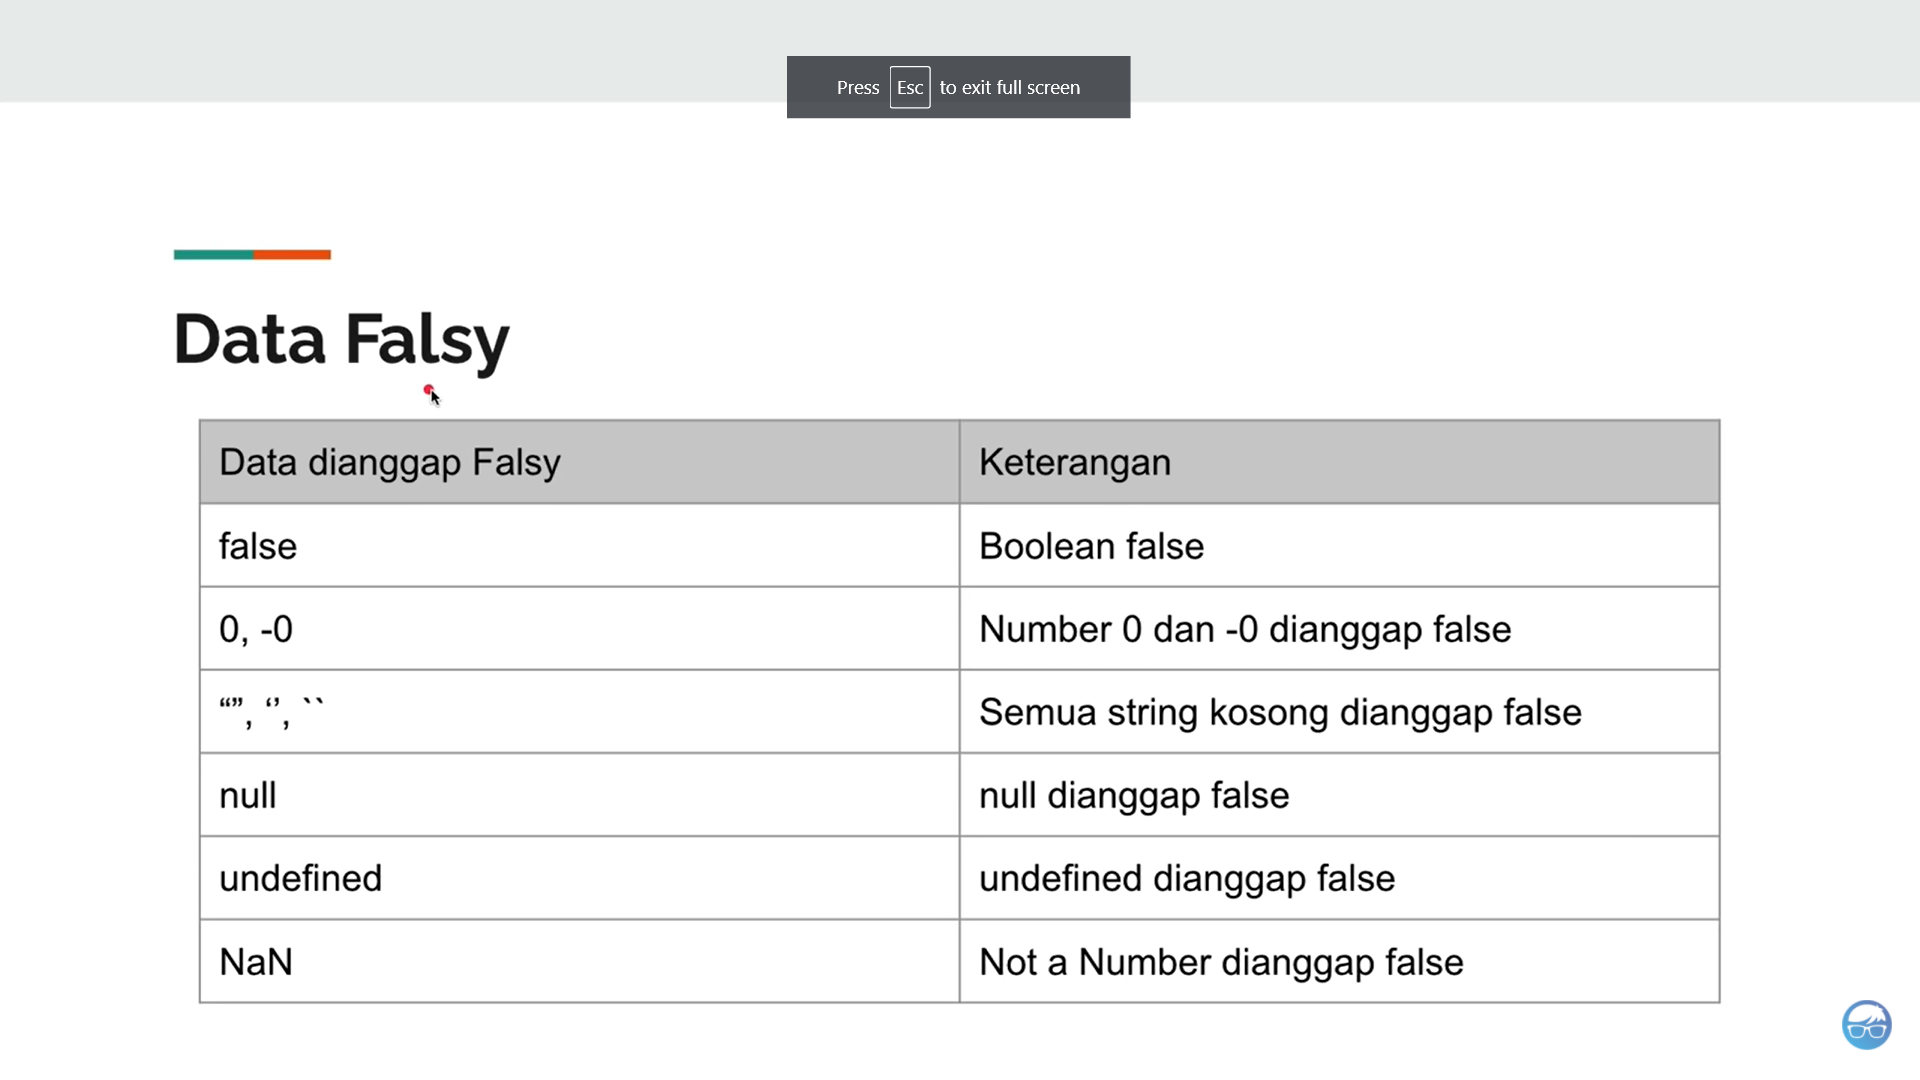 Press Esc to exit full screen
Data Falsy
Data dianggap Falsy Keterangan
false Boolean false
0, -0 Number 0 dan -0 dianggap false
“”, ‘’, `` Semua string kosong dianggap false
null null dianggap false
undefined undefined dianggap false
NaN Not a Number dianggap false